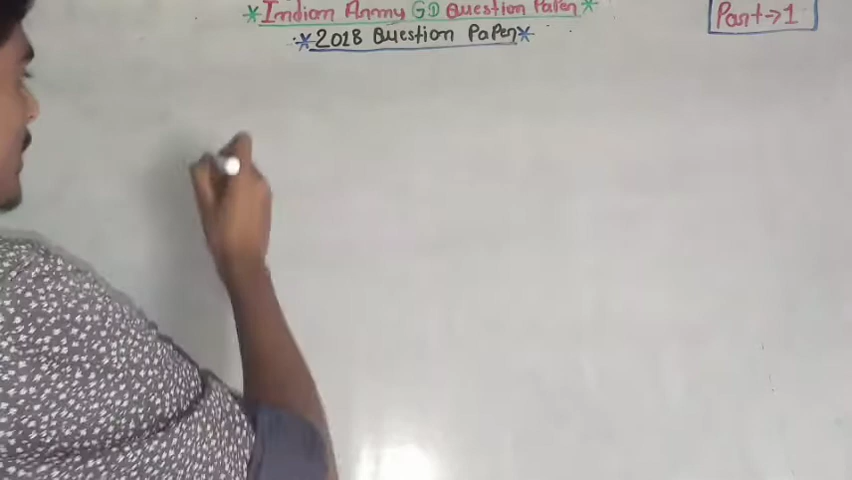 *Indian Army GD Question Paper*
Part→1
*2018 Question Paper*